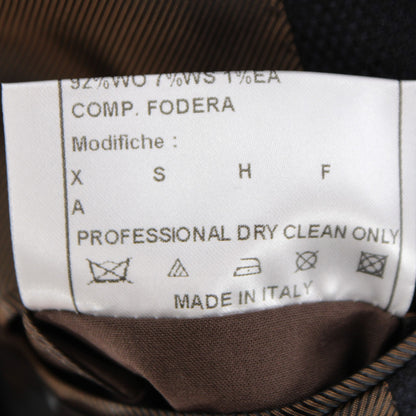 92%WO 7%WS 1%EA
COMP. FODERA
Modifiche :
X S H F
A
PROFESSIONAL DRY CLEAN ONLY
MADE IN ITALY